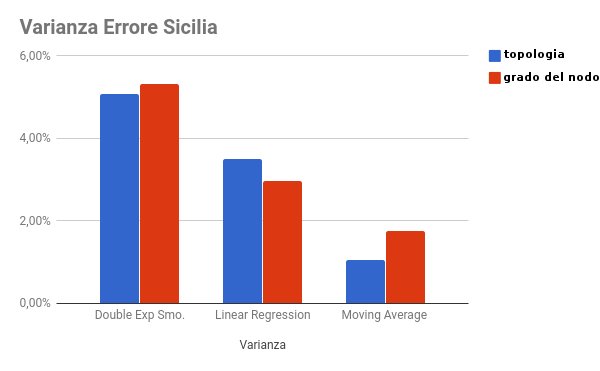 Varianza Errore Sicilia
topologia
grado del nodo
6,00%
4,00%
2,00%
0,00%
Double Exp Smo.
Linear Regression
Moving Average
Varianza